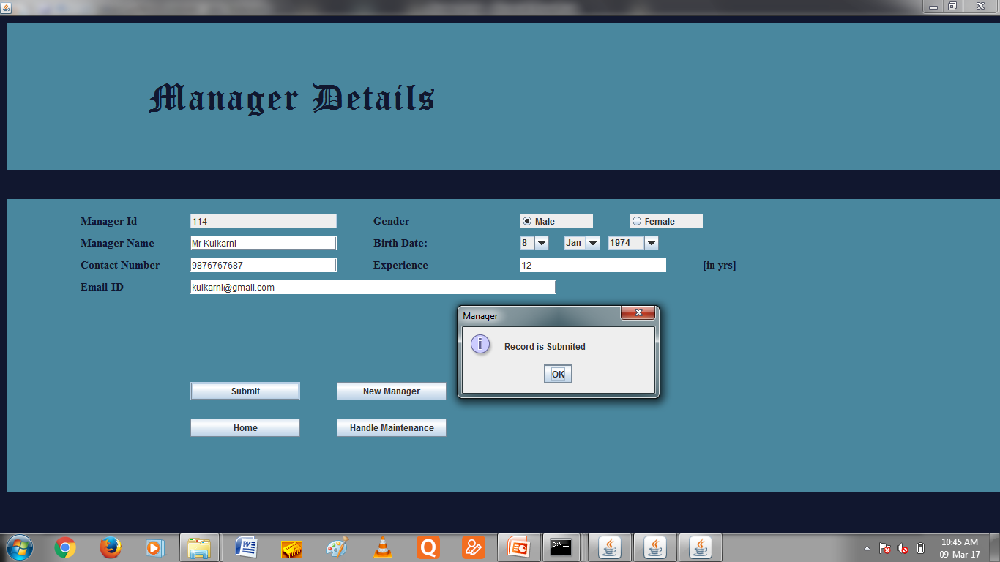 Manager Details
Manager Id 114 Gender Male Female
Manager Name Mr Kulkarni Birth Date: 8 Jan 1974
Contact Number 9876767687 Experience 12 [in yrs]
Email-ID kulkarni@gmail.com
Manager
Record is Submited
OK
Submit New Manager
Home Handle Maintenance
10:45 AM
09-Mar-17